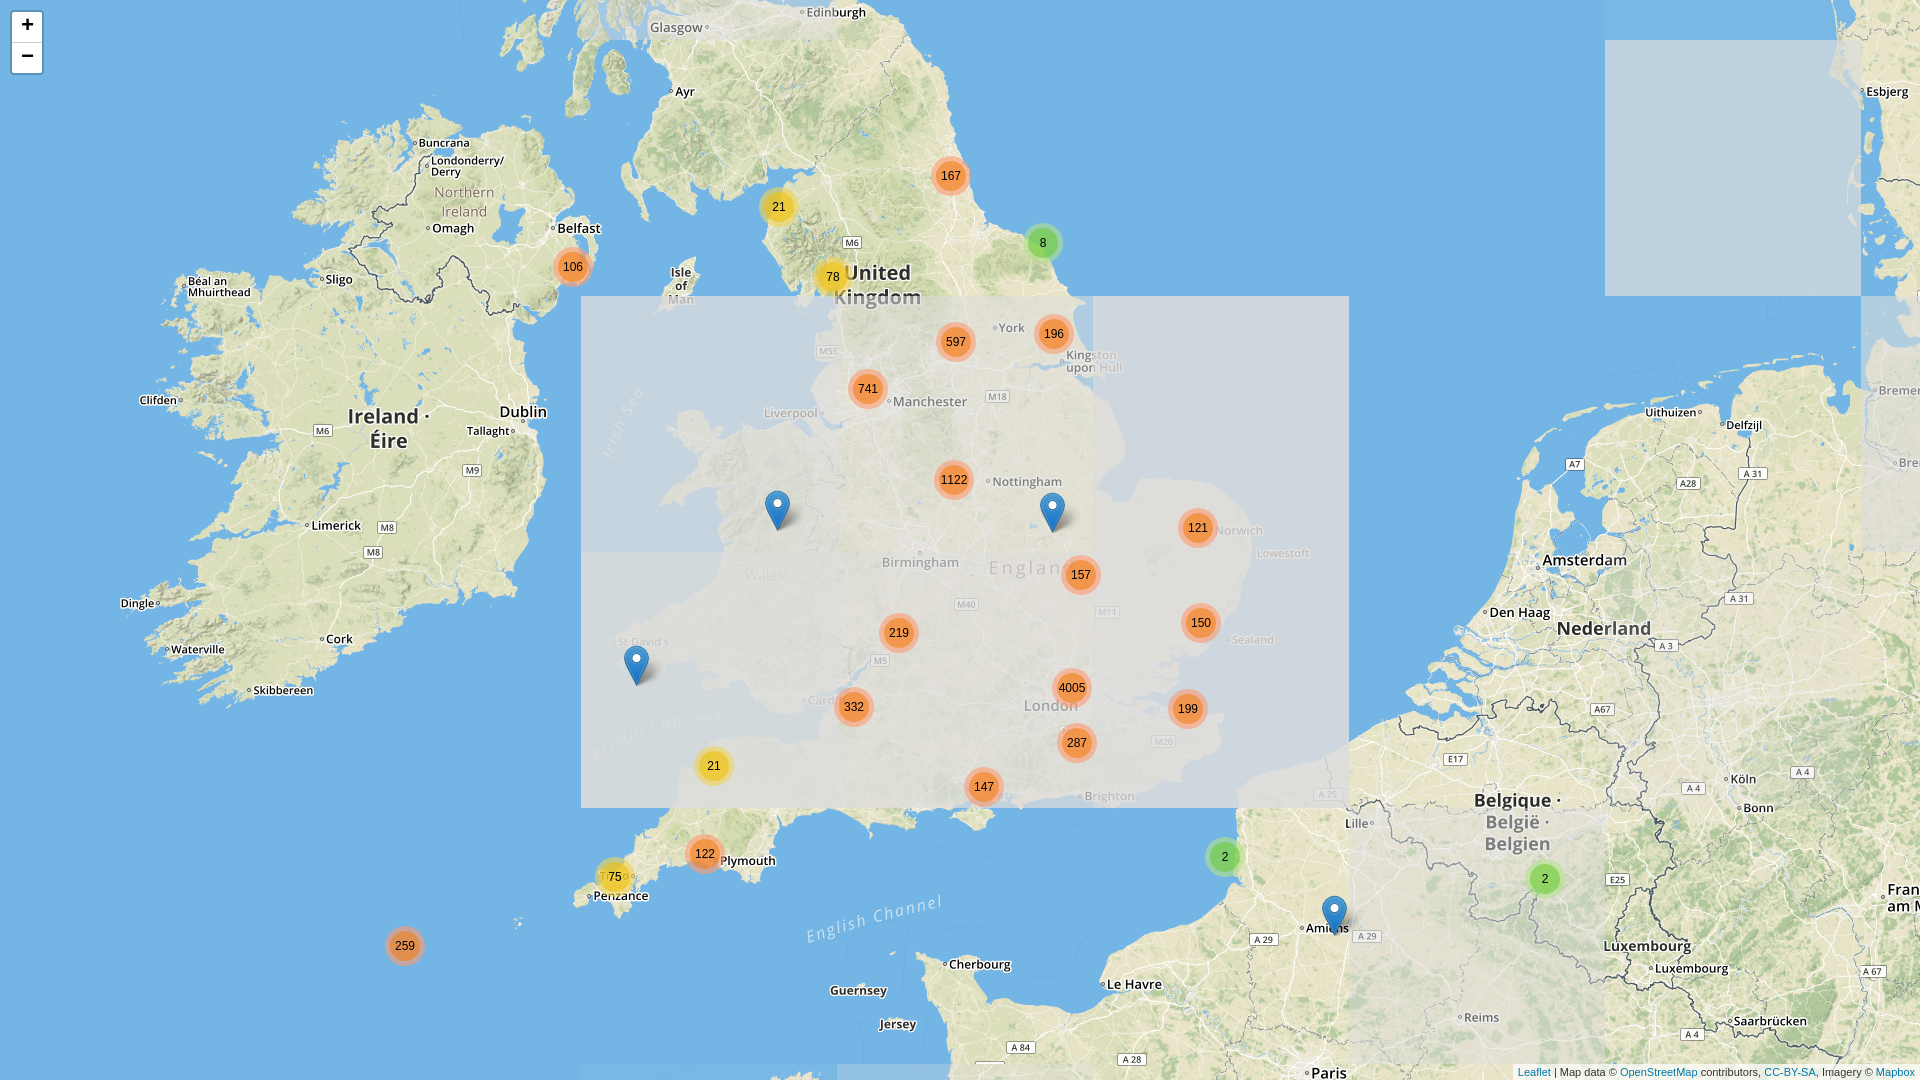 +
−
Edinburgh
Glasgow
Ayr
Esbjerg
Buncrana
Londonderry/
Derry
167
Northern
Ireland
21
Omagh
Belfast
M6
8
106
Isle
of
Man
78
United
Kingdom
Sligo
Béal an
Mhuirthead
York
196
597
M55
Kingston
upon Hull
741
Manchester
M18
Liverpool
Irish Sea
Bremer
Clifden
Dublin
Ireland ·
Éire
Tallaght
M6
Uithuizen
Delfzijl
A7
Bre
M9
A 31
A28
1122
Nottingham
Limerick
M8
121
Norwich
M8
Lowestoft
Birmingham
Amsterdam
Englan
157
Wales
Dingle
M40
M11
A 31
Den Haag
150
219
Nederland
Cork
St David's
Sealand
A 3
Waterville
M5
Skibbereen
4005
Cardiff
332
London
199
A67
Bristol Channel
287
M20
E17
21
Köln
A 4
147
Brighton
A 25
A 4
Bonn
Belgique ·
België ·
Belgien
Lille
122
Plymouth
2
75
Penzance
2
E25
Fran
am M
English Channel
Amiens
A 29
A 29
259
Luxembourg
Cherbourg
Luxembourg
A 67
Le Havre
Guernsey
Reims
Jersey
Saarbrücken
A 4
A 84
A 28
Paris
Leaflet | Map data © OpenStreetMap contributors, CC-BY-SA, Imagery © Mapbox